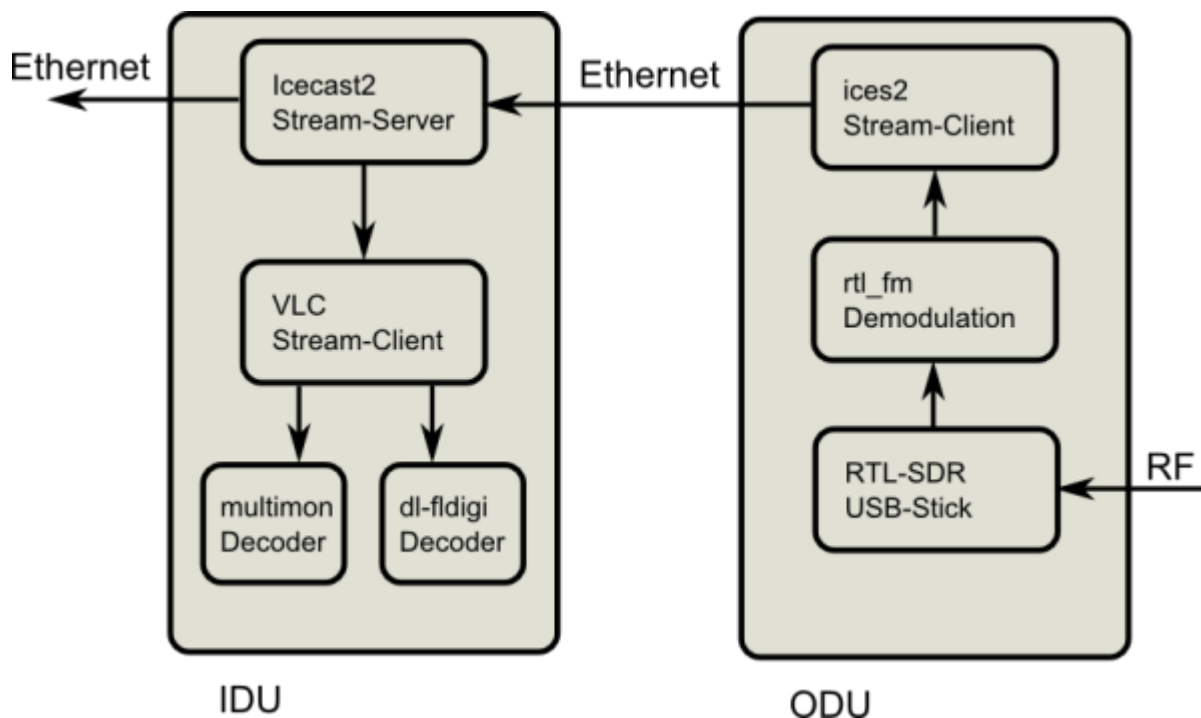 Ethernet
Icecast2
Stream-Server
Ethernet
ices2
Stream-Client
VLC
Stream-Client
rtl_fm
Demodulation
multimon
Decoder
dl-fldigi
Decoder
RTL-SDR
USB-Stick
RF
IDU
ODU